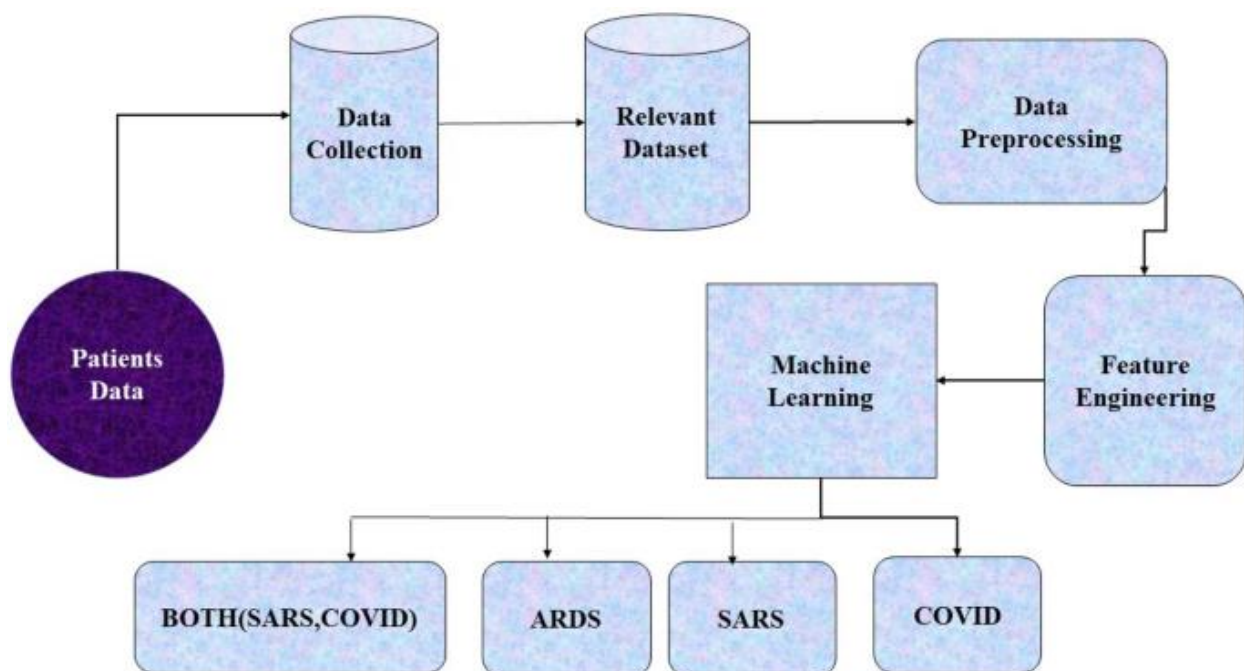 Data
Collection
Relevant
Dataset
Data
Preprocessing
Patients
Data
Machine
Learning
Feature
Engineering
BOTH(SARS,COVID)
ARDS
SARS
COVID